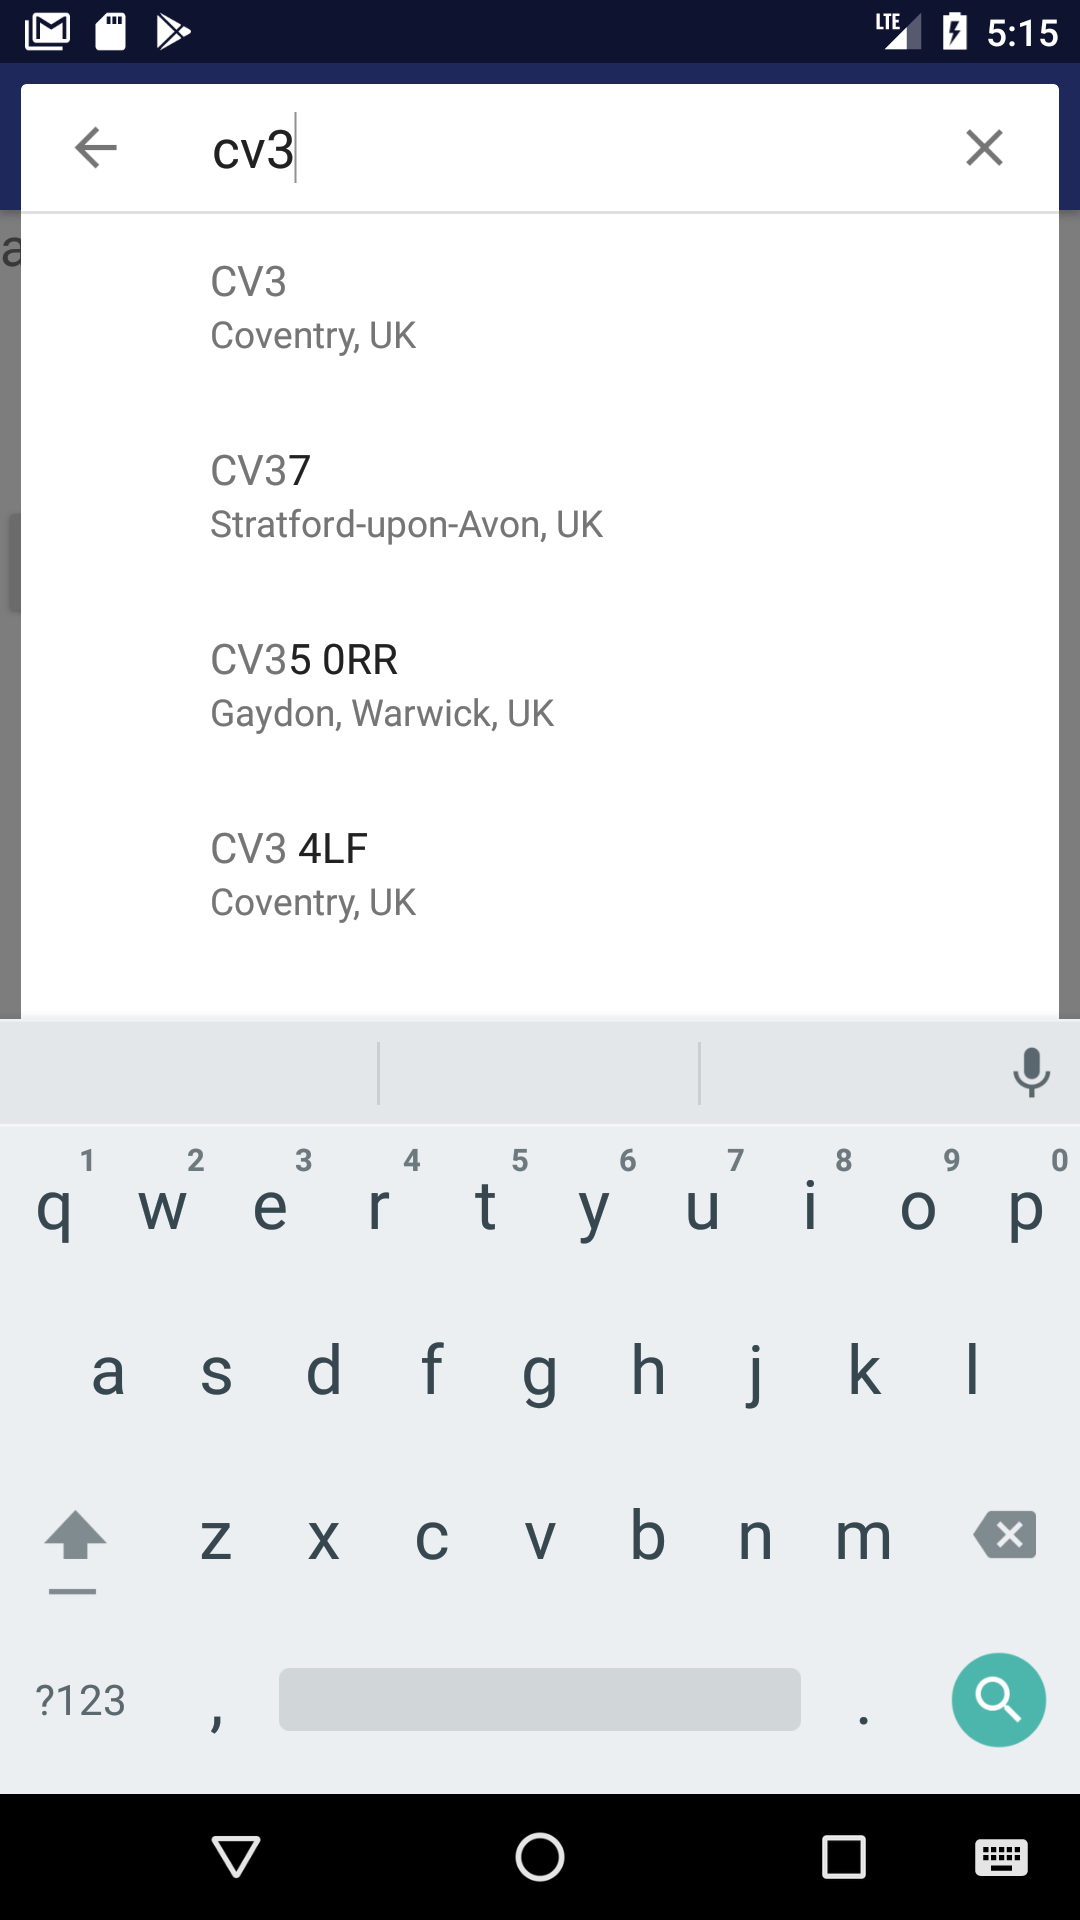 LTE 5:15
cv3
a
CV3
Coventry, UK
CV37
Stratford-upon-Avon, UK
CV35 0RR
Gaydon, Warwick, UK
CV3 4LF
Coventry, UK
1 2 3 4 5 6 7 8 9 0
q w e r t y u i o p
a s d f g h j k l
z x c v b n m
?123 , .